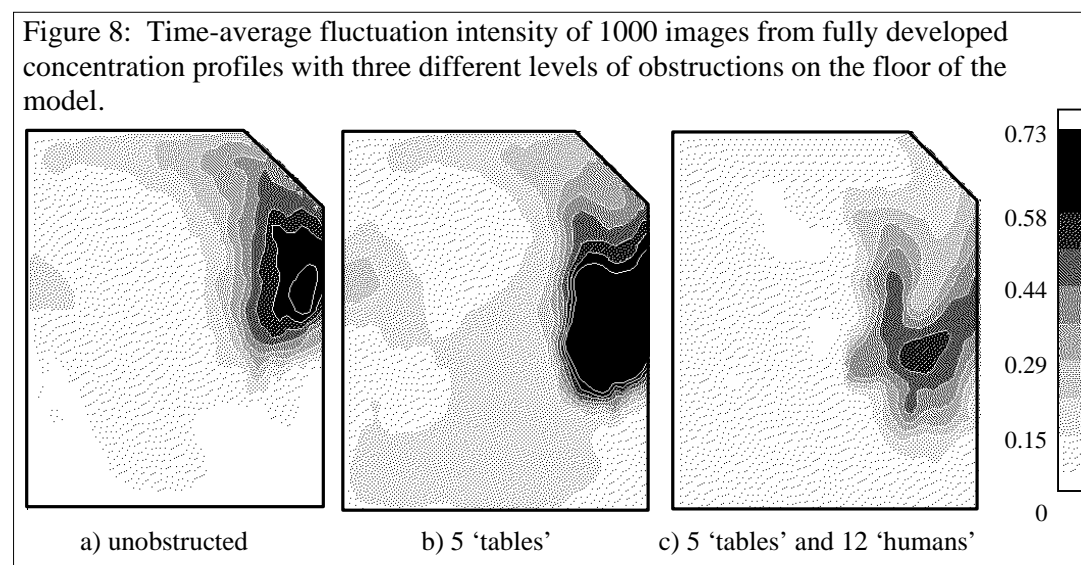 Figure 8: Time-average fluctuation intensity of 1000 images from fully developed
concentration profiles with three different levels of obstructions on the floor of the
model.
0.73
0.58
0.44
0.29
0.15
0
a) unobstructed
b) 5 ‘tables’
c) 5 ‘tables’ and 12 ‘humans’